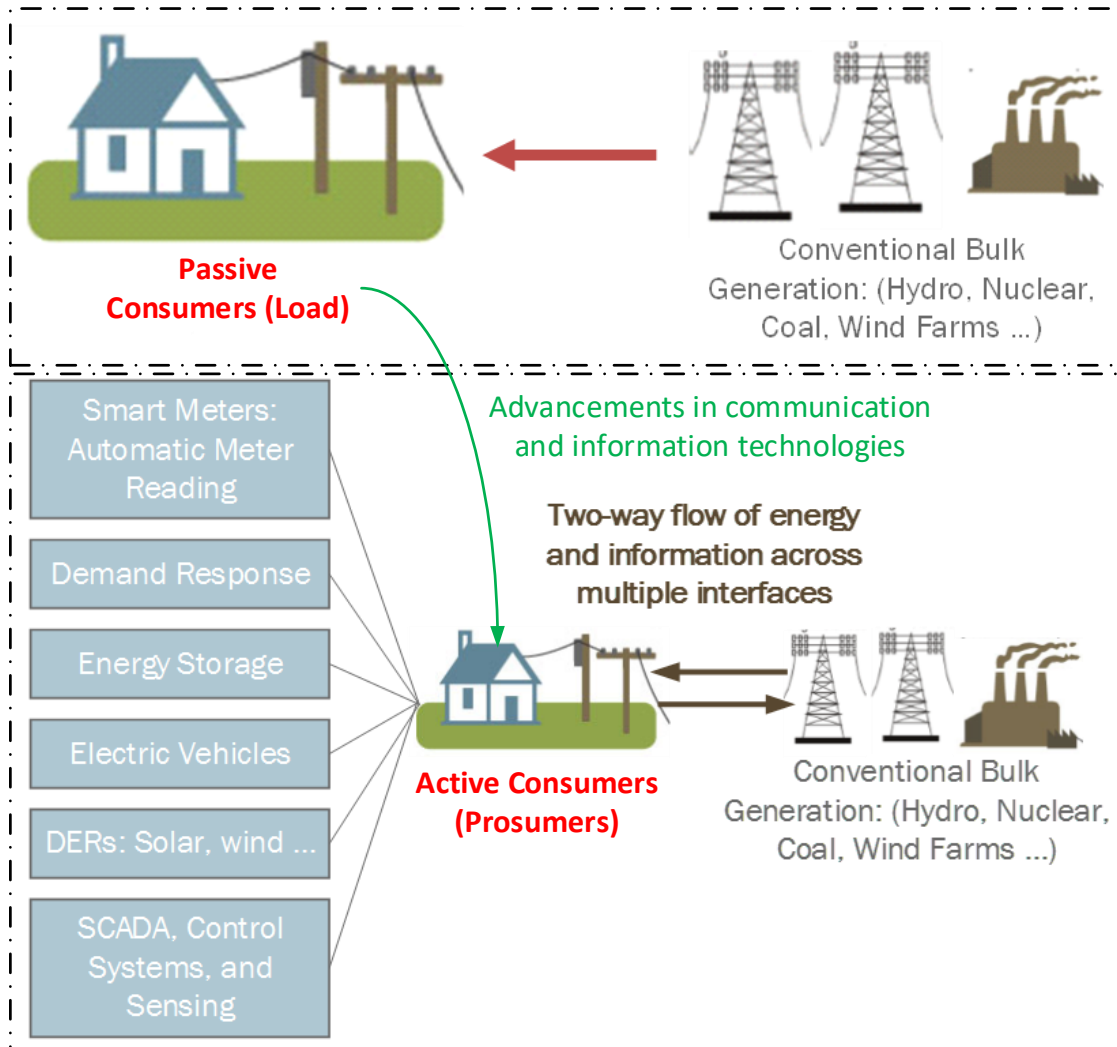 Passive
Consumers (Load)
Conventional Bulk
Generation: (Hydro, Nuclear,
Coal, Wind Farms ...)
Smart Meters:
Automatic Meter
Reading
Demand Response
Energy Storage
Electric Vehicles
DERs: Solar, wind ...
SCADA, Control
Systems, and
Sensing
Advancements in communication
and information technologies
Two-way flow of energy
and information across
multiple interfaces
Active Consumers
(Prosumers)
Conventional Bulk
Generation: (Hydro, Nuclear,
Coal, Wind Farms ...)